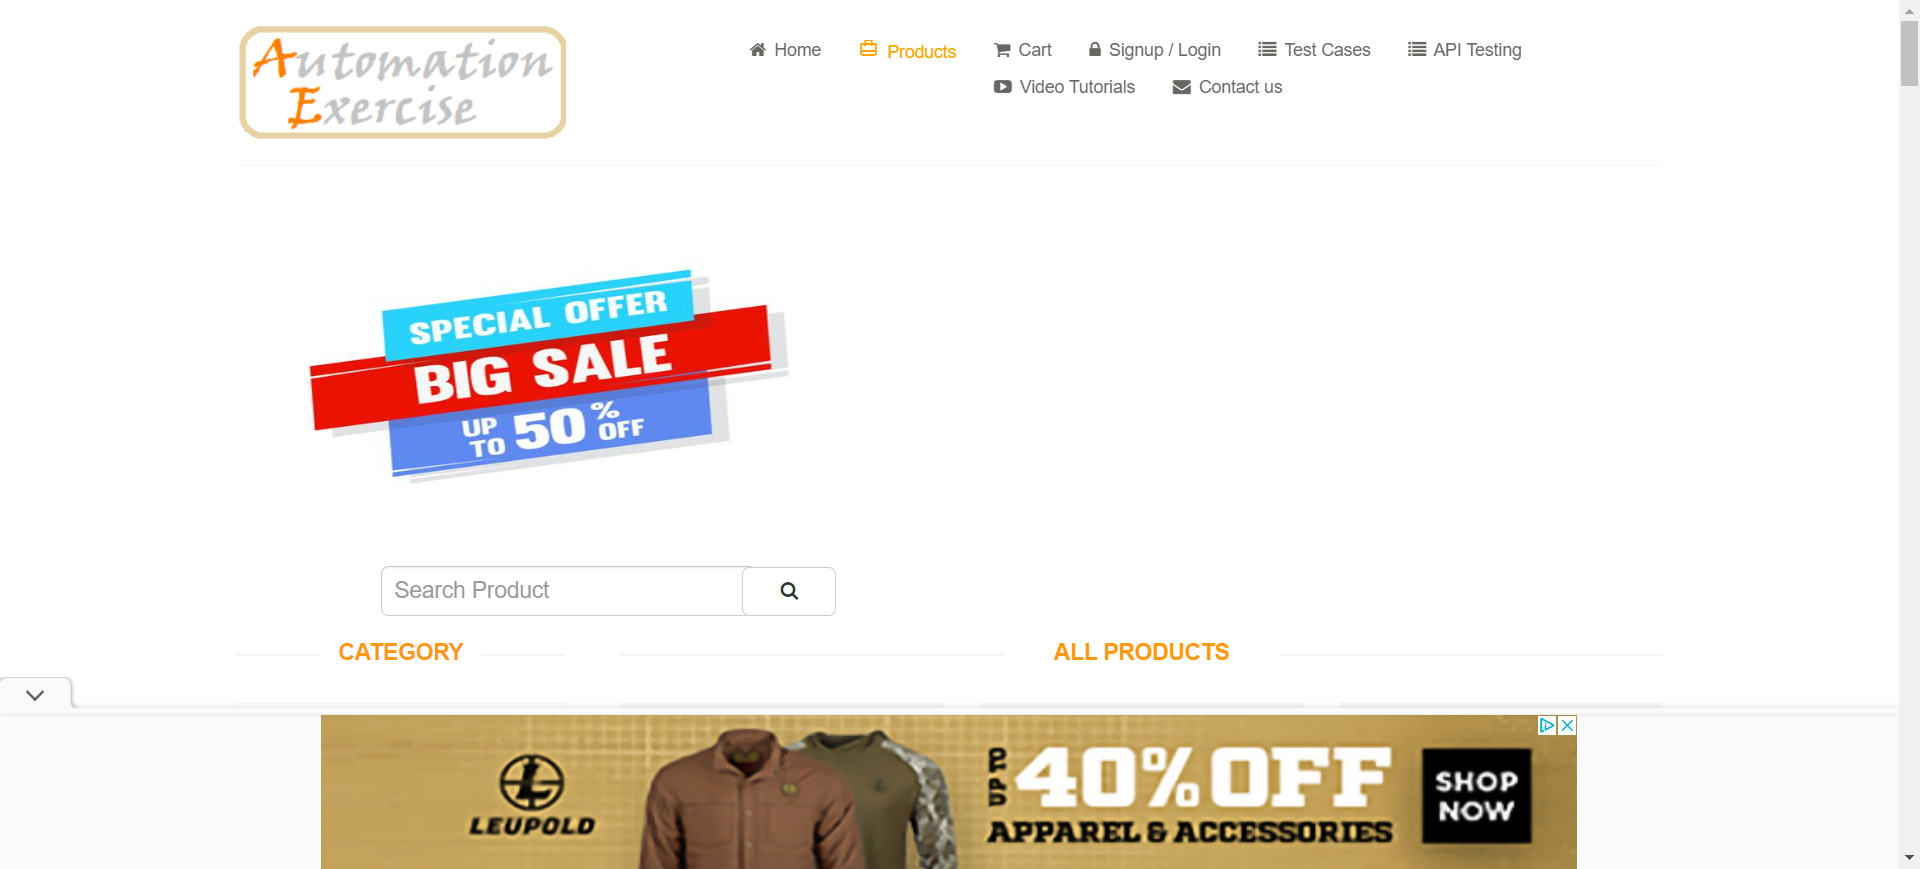 Automation
Exercise
Home
Products
Cart
Signup / Login
Test Cases
API Testing
Video Tutorials
Contact us
SPECIAL OFFER
BIG SALE
UP TO 50% OFF
Search Product
CATEGORY
ALL PRODUCTS
L
LEUPOLD
UP TO 40% OFF
APPAREL & ACCESSORIES
SHOP
NOW